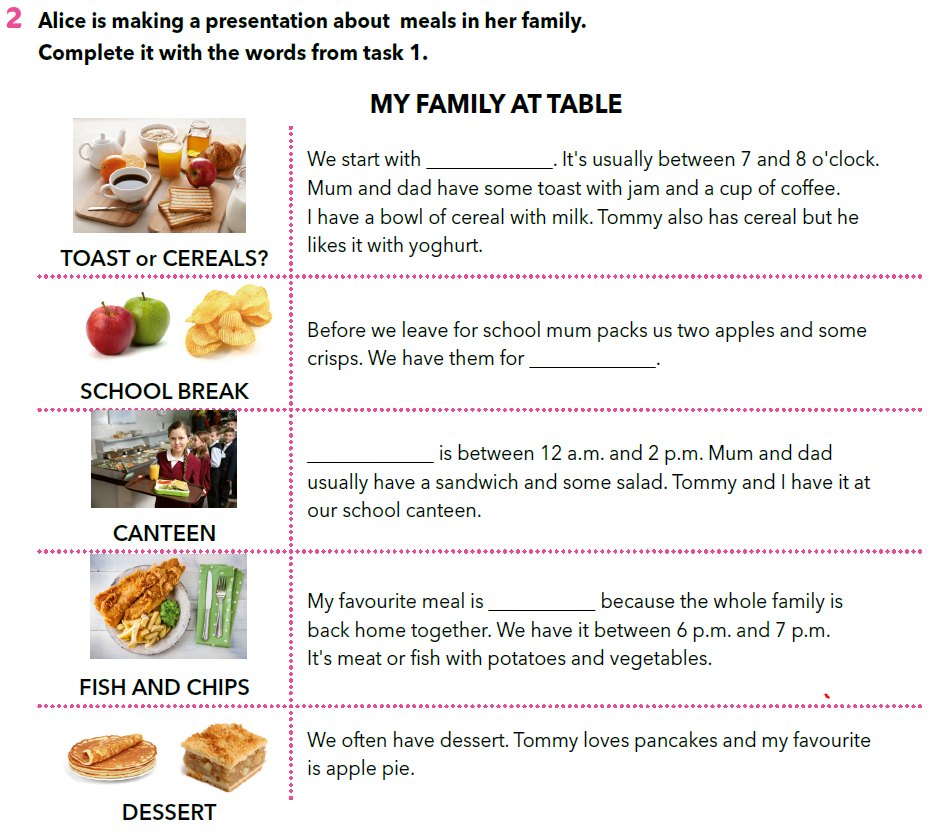 2 Alice is making a presentation about meals in her family.
Complete it with the words from task 1.
MY FAMILY AT TABLE
We start with ____________. It's usually between 7 and 8 o'clock.
Mum and dad have some toast with jam and a cup of coffee.
I have a bowl of cereal with milk. Tommy also has cereal but he
likes it with yoghurt.
TOAST or CEREALS?
Before we leave for school mum packs us two apples and some
crisps. We have them for ____________.
SCHOOL BREAK
____________ is between 12 a.m. and 2 p.m. Mum and dad
usually have a sandwich and some salad. Tommy and I have it at
our school canteen.
CANTEEN
My favourite meal is __________ because the whole family is
back home together. We have it between 6 p.m. and 7 p.m.
It's meat or fish with potatoes and vegetables.
FISH AND CHIPS
We often have dessert. Tommy loves pancakes and my favourite
is apple pie.
DESSERT